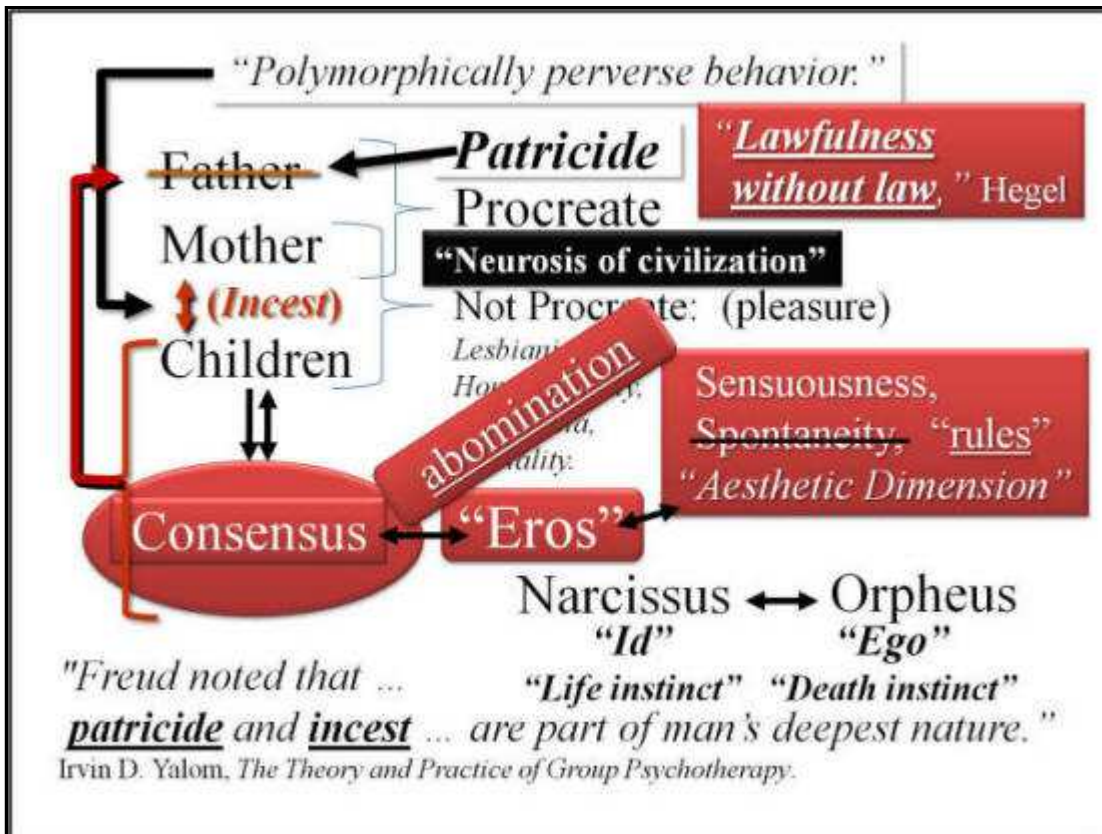 “Polymorphically perverse behavior.”
Father
Patricide
“Lawfulness
without law,” Hegel
Procreate
Mother
“Neurosis of civilization”
(Incest)
Not Procreate: (pleasure)
Children
abomination
Sensuousness,
Spontaneity, “rules”
“Aesthetic Dimension”
Consensus
“Eros”
Narcissus
Orpheus
“Id”
“Ego”
“Life instinct”
“Death instinct”
"Freud noted that ...
patricide and incest ... are part of man’s deepest nature.”
Irvin D. Yalom, The Theory and Practice of Group Psychotherapy.